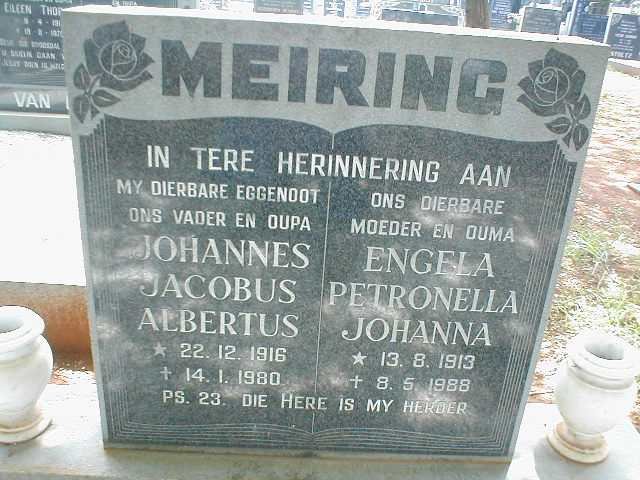 MEIRING
IN TERE HERINNERING AAN
MY DIERBARE EGGENOOT
ONS VADER EN OUPA
JOHANNES
JACOBUS
ALBERTUS
★ 22.12.1916
✝ 14.1.1980
ONS DIERBARE
MOEDER EN OUMA
ENGELA
PETRONELLA
JOHANNA
★ 13.8.1913
✝ 8.5.1988
PS. 23. DIE HERE IS MY HERDER
EILEEN
VAN